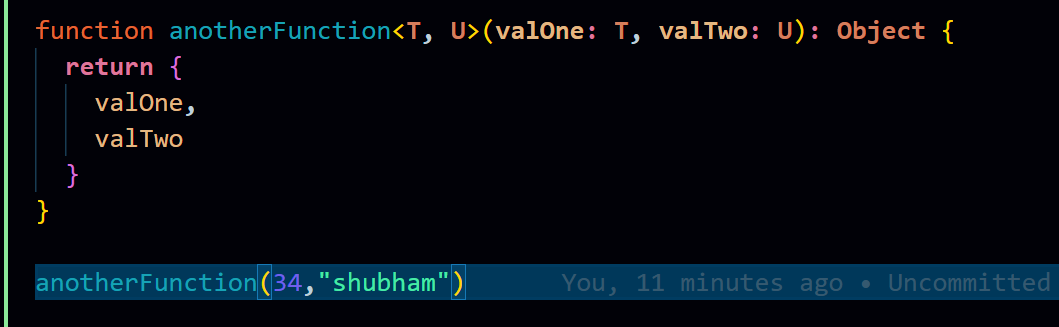 function anotherFunction<T, U>(valOne: T, valTwo: U): Object {
  return {
    valOne,
    valTwo
  }
}
anotherFunction(34,"shubham") You, 11 minutes ago • Uncommitted